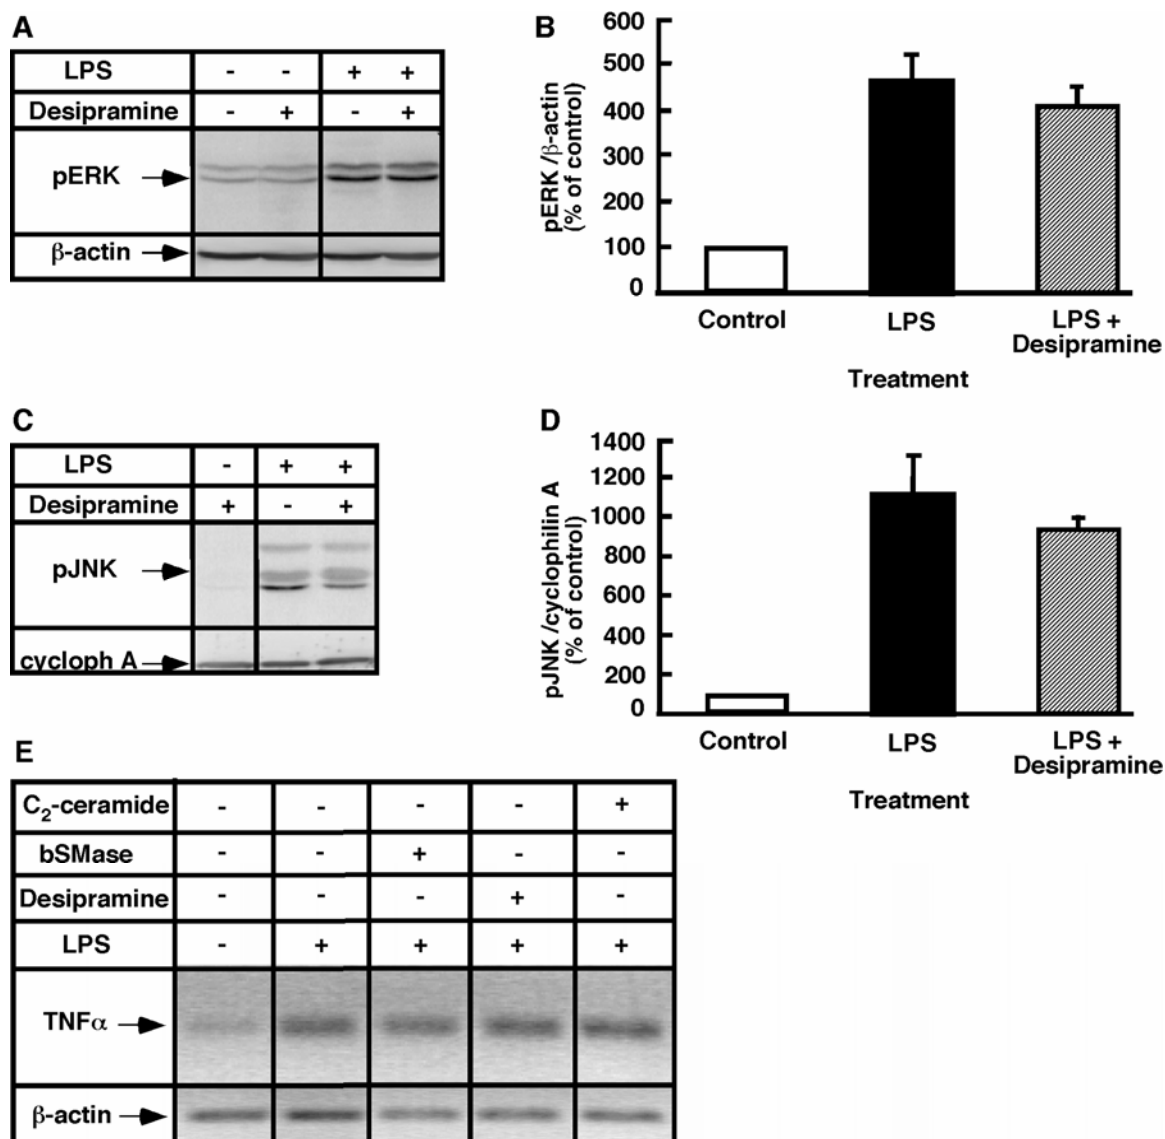 A
LPS - - + +
Desipramine - + - +
pERK
β-actin
B
600
500
400
300
200
100
0
pERK /β-actin
(% of control)
Control LPS LPS +
Desipramine
Treatment
C
LPS - + +
Desipramine + - +
pJNK
cycloph A
D
1400
1200
1000
800
600
400
200
0
pJNK /cyclophilin A
(% of control)
Control LPS LPS +
Desipramine
Treatment
E
C2-ceramide - - - - +
bSMase - - + - -
Desipramine - - - + -
LPS - + + + +
TNFα
β-actin